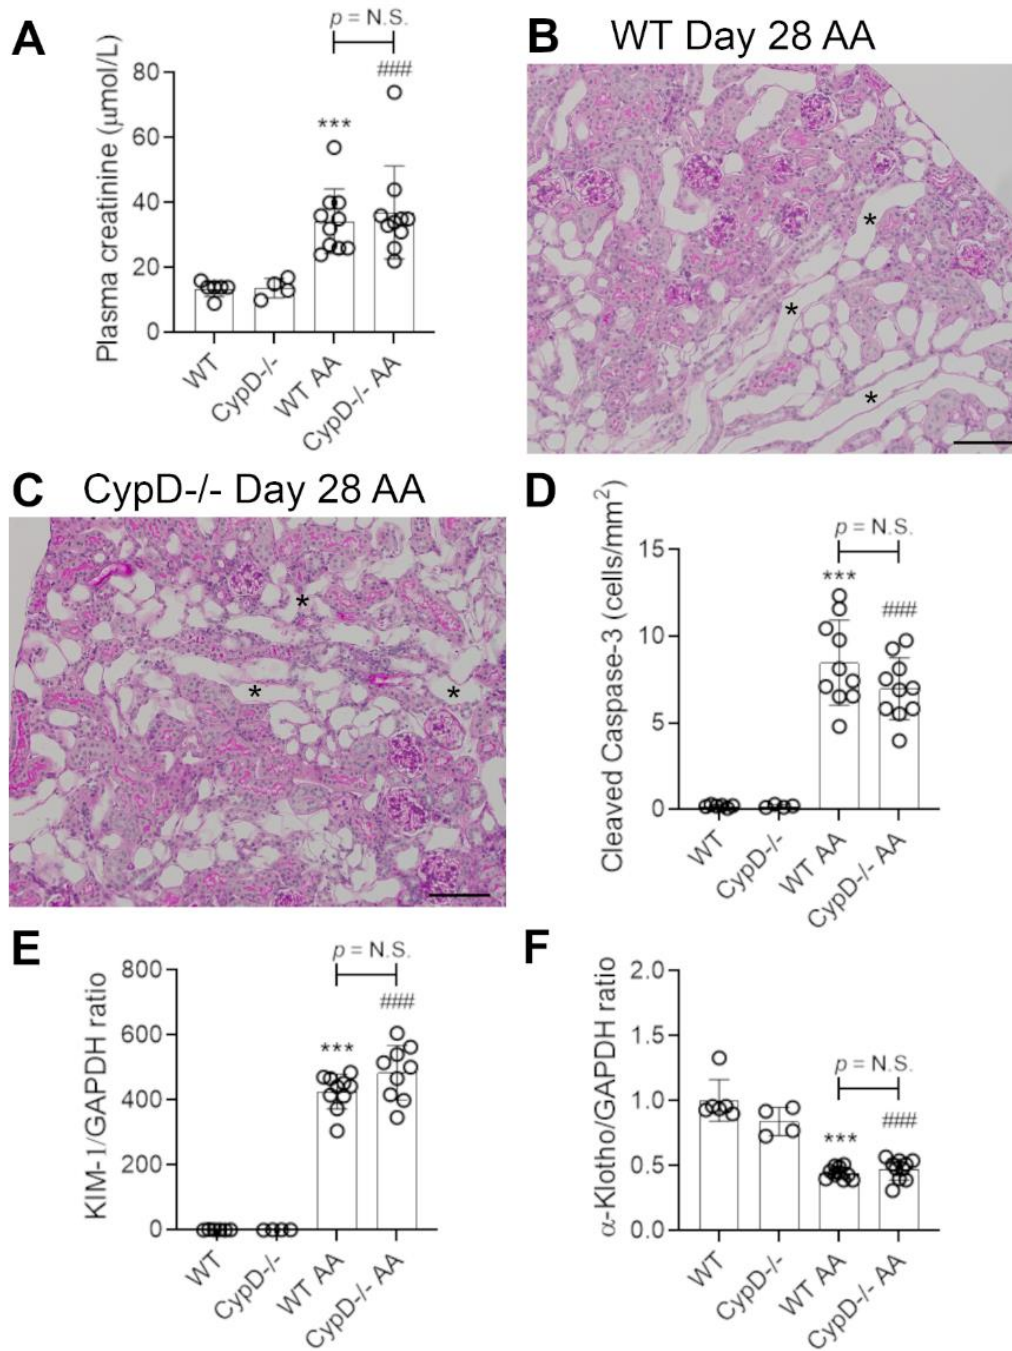 A
p = N.S.
Plasma creatinine (μmol/L)
80
60
40
20
0
***
###
WT
CypD-/-
WT AA
CypD-/- AA
B WT Day 28 AA
*
*
*
C CypD-/- Day 28 AA
*
*
*
D
p = N.S.
Cleaved Caspase-3 (cells/mm²)
15
10
5
0
***
###
WT
CypD-/-
WT AA
CypD-/- AA
E
p = N.S.
KIM-1/GAPDH ratio
800
600
400
200
0
***
###
WT
CypD-/-
WT AA
CypD-/- AA
F
p = N.S.
α-Klotho/GAPDH ratio
2.0
1.5
1.0
0.5
0.0
***
###
WT
CypD-/-
WT AA
CypD-/- AA